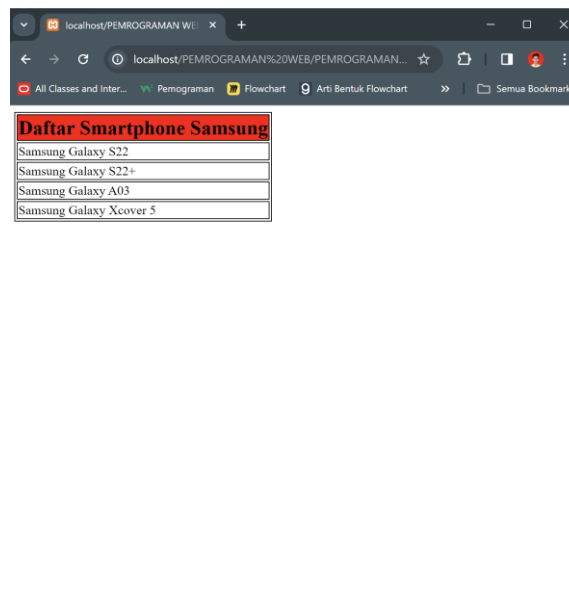 localhost/PEMROGRAMAN WE
localhost/PEMROGRAMAN%20WEB/PEMROGRAMAN...
All Classes and Inter...
Pemograman
Flowchart
Arti Bentuk Flowchart
Semua Bookmark
Daftar Smartphone Samsung
Samsung Galaxy S22
Samsung Galaxy S22+
Samsung Galaxy A03
Samsung Galaxy Xcover 5